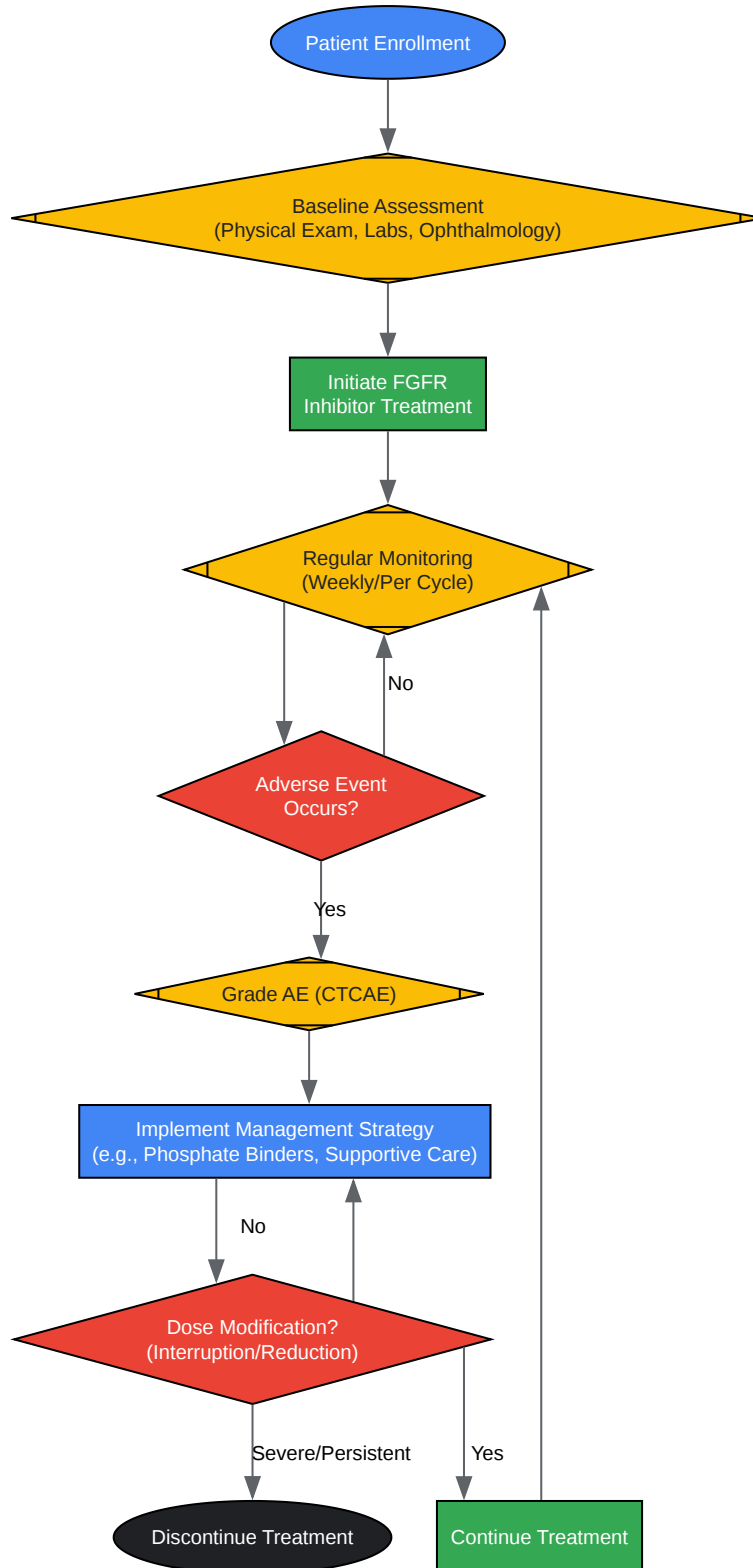 Patient Enrollment
Baseline Assessment
(Physical Exam, Labs, Ophthalmology)
Initiate FGFR
Inhibitor Treatment
Regular Monitoring
(Weekly/Per Cycle)
No
Adverse Event
Occurs?
Yes
Grade AE (CTCAE)
Implement Management Strategy
(e.g., Phosphate Binders, Supportive Care)
No
Dose Modification?
(Interruption/Reduction)
Severe/Persistent
Yes
Discontinue Treatment
Continue Treatment